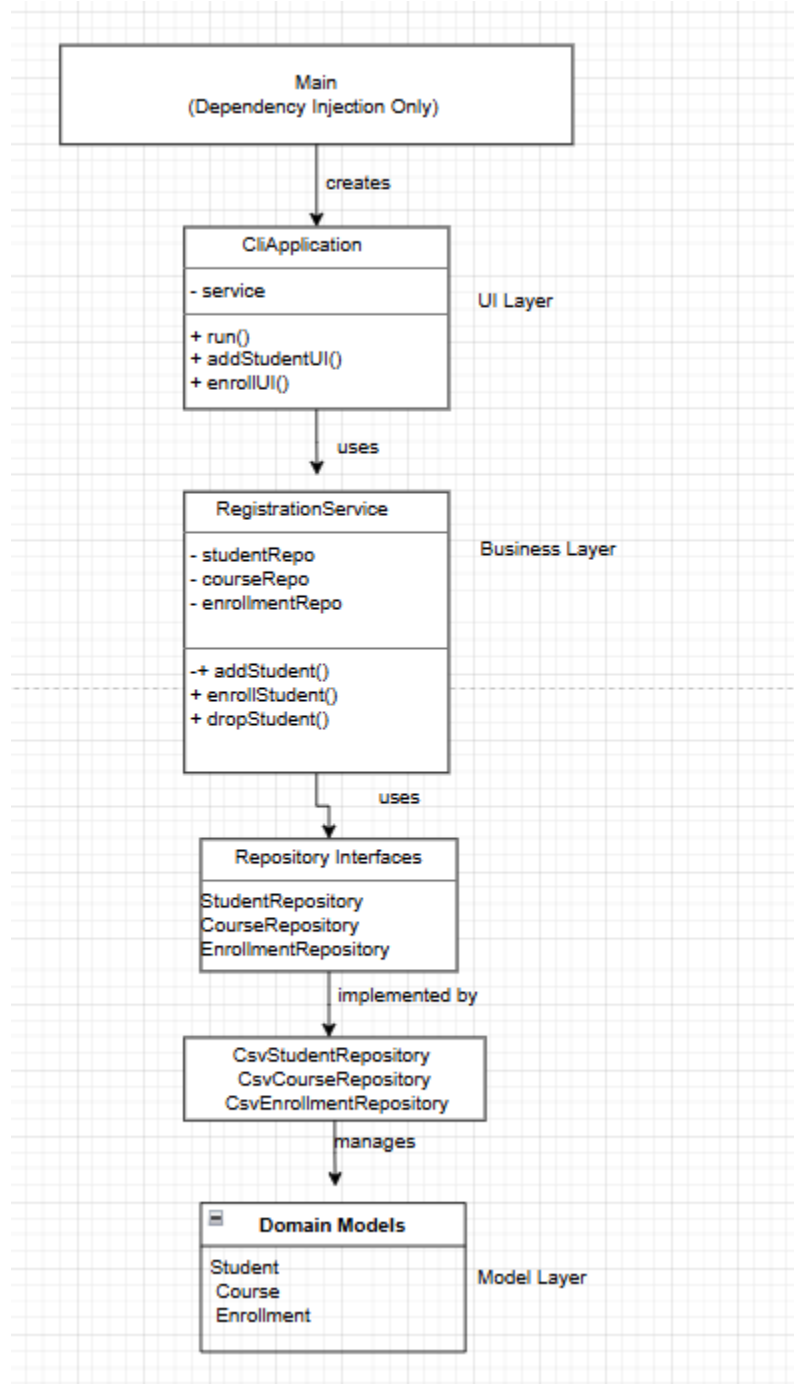 Main
(Dependency Injection Only)
creates
CliApplication
- service
UI Layer
+ run()
+ addStudentUI()
+ enrollUI()
uses
RegistrationService
- studentRepo
- courseRepo
- enrollmentRepo
Business Layer
-+ addStudent()
+ enrollStudent()
+ dropStudent()
uses
Repository Interfaces
StudentRepository
CourseRepository
EnrollmentRepository
implemented by
CsvStudentRepository
CsvCourseRepository
CsvEnrollmentRepository
manages
Domain Models
Student
Course
Enrollment
Model Layer